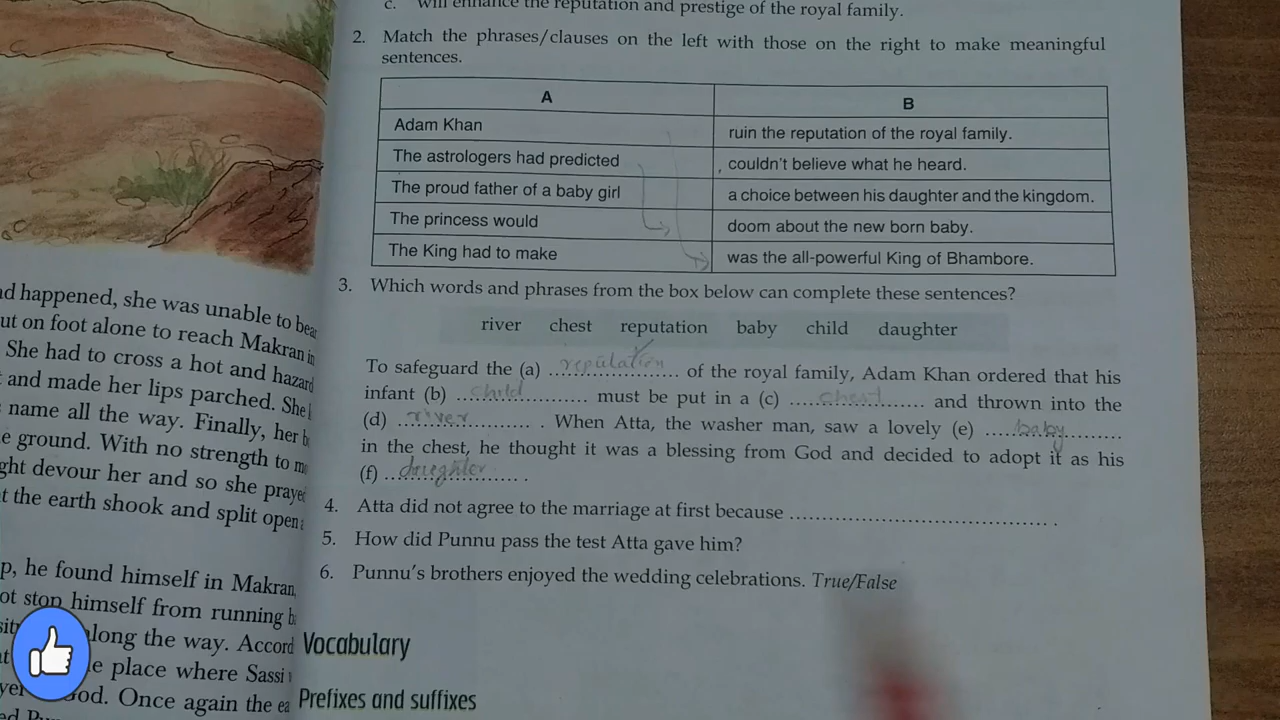 c. will enhance the reputation and prestige of the royal family.
2. Match the phrases/clauses on the left with those on the right to make meaningful
sentences.
A B
Adam Khan ruin the reputation of the royal family.
The astrologers had predicted couldn't believe what he heard.
The proud father of a baby girl a choice between his daughter and the kingdom.
The princess would doom about the new born baby.
The King had to make was the all-powerful King of Bhambore.
3. Which words and phrases from the box below can complete these sentences?
river chest reputation baby child daughter
To safeguard the (a) reputation of the royal family, Adam Khan ordered that his
infant (b) child must be put in a (c) chest and thrown into the
(d) river . When Atta, the washer man, saw a lovely (e) baby
in the chest, he thought it was a blessing from God and decided to adopt it as his
(f) daughter .
4. Atta did not agree to the marriage at first because .
5. How did Punnu pass the test Atta gave him?
6. Punnu's brothers enjoyed the wedding celebrations. True/False
Vocabulary
Prefixes and suffixes
happened, she was unable to
on foot alone to reach Makran in
She had to cross a hot and
and made her lips parched. She
name all the way. Finally, her
ground. With no strength to
devour her and so she
the earth shook and split open
he found himself in Makran,
stop himself from running
along the way.
place where Sassi
God. Once again the